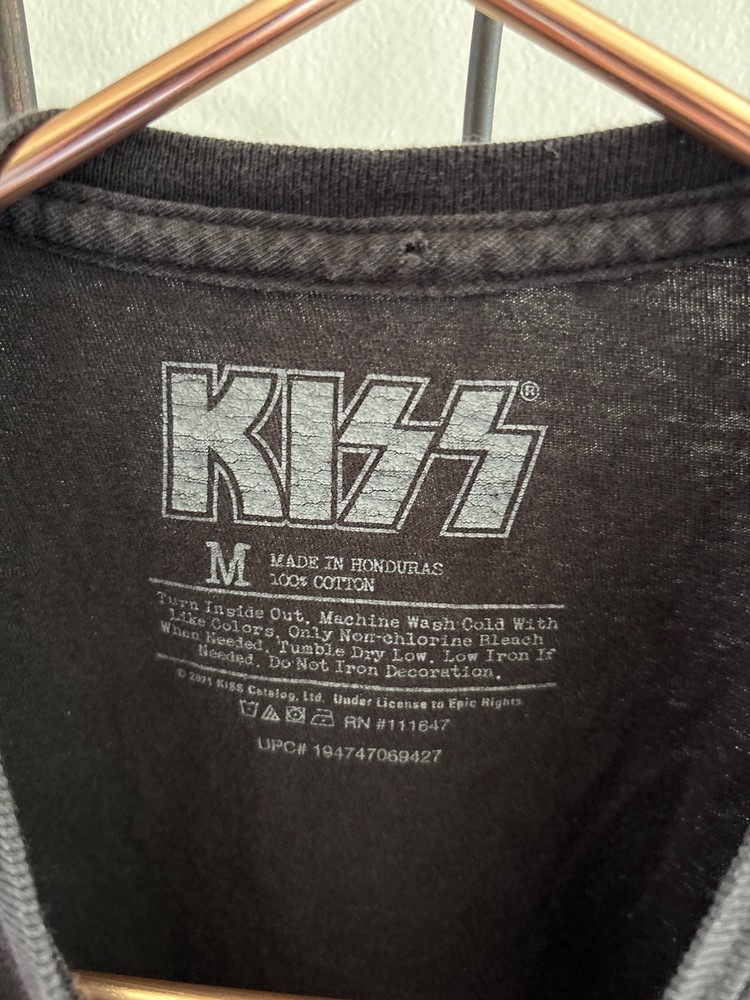 KISS®
M
MADE IN HONDURAS
100% COTTON
Turn Inside Out. Machine Wash Cold With
Like Colors. Only Non-chlorine Bleach
When Needed. Tumble Dry Low. Low Iron If
Needed. Do Not Iron Decoration.
© 2021 KISS Catalog, Ltd. Under License to Epic Rights
RN #111647
UPC# 194747069427